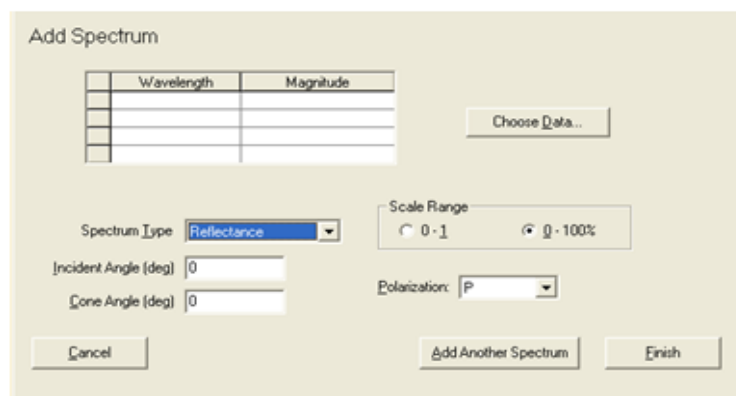 Add Spectrum
Wavelength Magnitude
Choose Data...
Scale Range
Spectrum Type Reflectance 0 - 1 0 - 100%
Incident Angle (deg) 0
Polarization: P
Cone Angle (deg) 0
Cancel Add Another Spectrum Finish